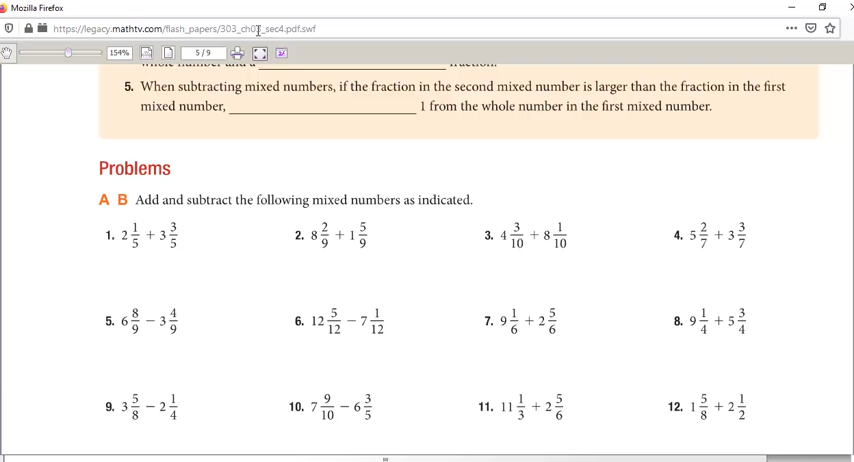 Mozilla Firefox
https://legacy.mathtv.com/flash_papers/303_ch03_sec4.pdf.swf
154% 5 / 9
5. When subtracting mixed numbers, if the fraction in the second mixed number is larger than the fraction in the first
mixed number, ______________________ 1 from the whole number in the first mixed number.
Problems
A B Add and subtract the following mixed numbers as indicated.
1. 2 1/5 + 3 3/5 2. 8 2/9 + 1 5/9 3. 4 3/10 + 8 1/10 4. 5 2/7 + 3 3/7
5. 6 8/9 − 3 4/9 6. 12 5/12 − 7 1/12 7. 9 1/6 + 2 5/6 8. 9 1/4 + 5 3/4
9. 3 5/8 − 2 1/4 10. 7 9/10 − 6 3/5 11. 11 1/3 + 2 5/6 12. 1 5/8 + 2 1/2